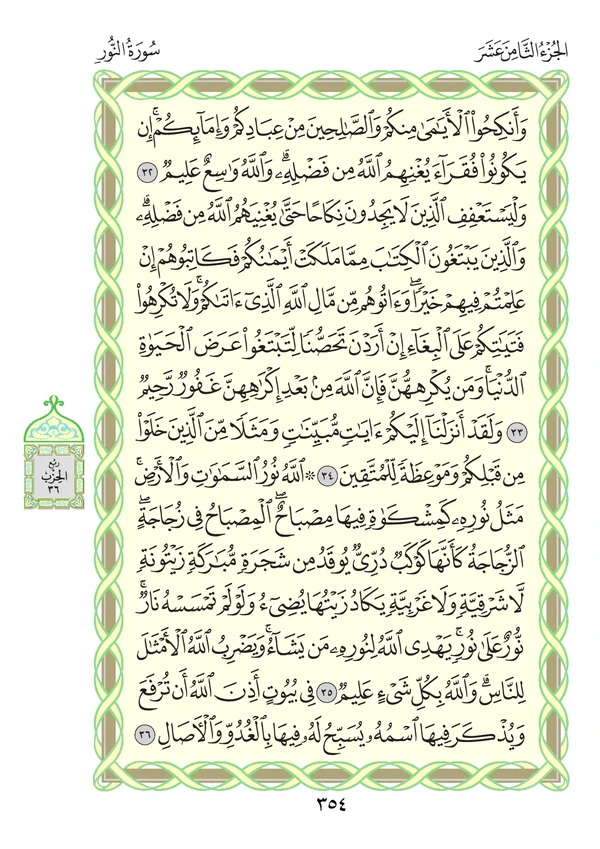 الجُزْءُ الثَّامِنَ عَشَرَ
سُورَةُ النُّورِ
وَأَنكِحُوا۟ ٱلْأَيَـٰمَىٰ مِنكُمْ وَٱلصَّـٰلِحِينَ مِنْ عِبَادِكُمْ وَإِمَآئِكُمْ ۚ إِن
يَكُونُوا۟ فُقَرَآءَ يُغْنِهِمُ ٱللَّهُ مِن فَضْلِهِۦ ۗ وَٱللَّهُ وَٰسِعٌ عَلِيمٌ ٣٢
وَلْيَسْتَعْفِفِ ٱلَّذِينَ لَا يَجِدُونَ نِكَاحًا حَتَّىٰ يُغْنِيَهُمُ ٱللَّهُ مِن فَضْلِهِۦ ۗ
وَٱلَّذِينَ يَبْتَغُونَ ٱلْكِتَـٰبَ مِمَّا مَلَكَتْ أَيْمَـٰنُكُمْ فَكَاتِبُوهُمْ إِنْ
عَلِمْتُمْ فِيهِمْ خَيْرًا ۖ وَءَاتُوهُم مِّن مَّالِ ٱللَّهِ ٱلَّذِىٓ ءَاتَىٰكُمْ ۚ وَلَا تُكْرِهُوا۟
فَتَيَـٰتِكُمْ عَلَى ٱلْبِغَآءِ إِنْ أَرَدْنَ تَحَصُّنًا لِّتَبْتَغُوا۟ عَرَضَ ٱلْحَيَوٰةِ
ٱلدُّنْيَا ۚ وَمَن يُكْرِههُّنَّ فَإِنَّ ٱللَّهَ مِنۢ بَعْدِ إِكْرَٰهِهِنَّ غَفُورٌ رَّحِيمٌ
٣٣ وَلَقَدْ أَنزَلْنَآ إِلَيْكُمْ ءَايَـٰتٍ مُّبَيِّنَـٰتٍ وَمَثَلًا مِّنَ ٱلَّذِينَ خَلَوْا۟
مِن قَبْلِكُمْ وَمَوْعِظَةً لِّلْمُتَّقِينَ ٣٤ ۞ ٱللَّهُ نُورُ ٱلسَّمَـٰوَٰتِ وَٱلْأَرْضِ ۚ
مَثَلُ نُورِهِۦ كَمِشْكَوٰةٍ فِيهَا مِصْبَاحٌ ۖ ٱلْمِصْبَاحُ فِى زُجَاجَةٍ ۖ
ٱلزُّجَاجَةُ كَأَنَّهَا كَوْكَبٌ دُرِّىٌّ يُوقَدُ مِن شَجَرَةٍ مُّبَـٰرَكَةٍ زَيْتُونَةٍ
لَّا شَرْقِيَّةٍ وَلَا غَرْبِيَّةٍ يَكَادُ زَيْتُهَا يُضِىٓءُ وَلَوْ لَمْ تَمْسَسْهُ نَارٌ ۚ
نُّورٌ عَلَىٰ نُورٍ ۗ يَهْدِى ٱللَّهُ لِنُورِهِۦ مَن يَشَآءُ ۚ وَيَضْرِبُ ٱللَّهُ ٱلْأَمْثَـٰلَ
لِلنَّاسِ ۗ وَٱللَّهُ بِكُلِّ شَىْءٍ عَلِيمٌ ٣٥ فِى بُيُوتٍ أَذِنَ ٱللَّهُ أَن تُرْفَعَ
وَيُذْكَرَ فِيهَا ٱسْمُهُۥ يُسَبِّحُ لَهُۥ فِيهَا بِٱلْغُدُوِّ وَٱلْـَٔاصَالِ ٣٦
ربع
الحزب
٣٦
٣٥٤